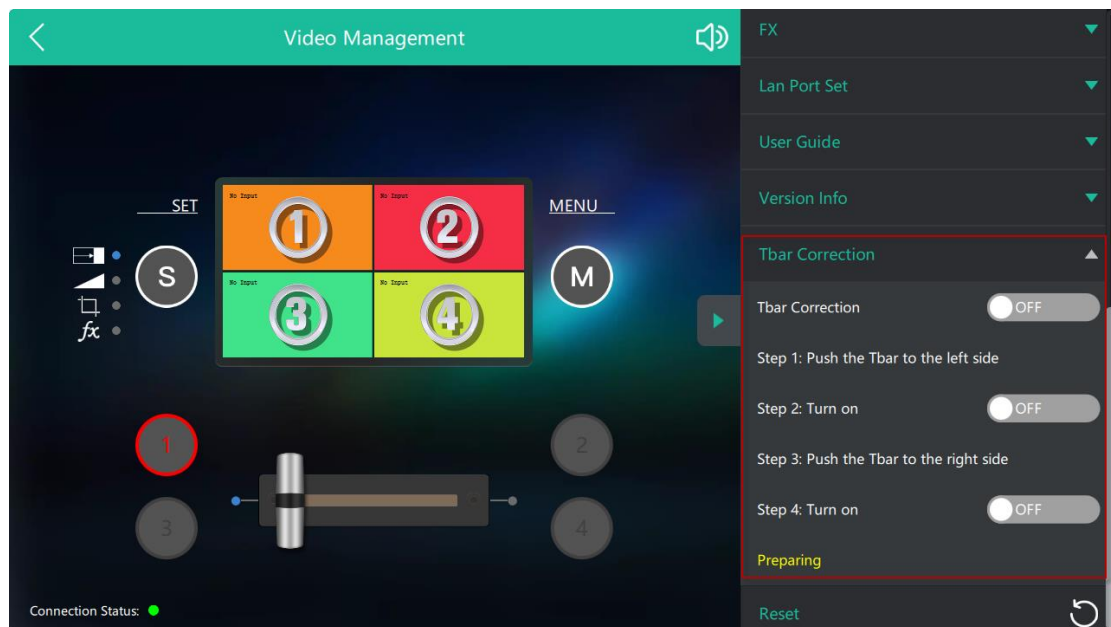 Video Management
SET
MENU
No Input
1
No Input
2
No Input
3
No Input
4
S
M
fx
1
2
3
4
Connection Status:
FX
Lan Port Set
User Guide
Version Info
Tbar Correction
Tbar Correction OFF
Step 1: Push the Tbar to the left side
Step 2: Turn on OFF
Step 3: Push the Tbar to the right side
Step 4: Turn on OFF
Preparing
Reset